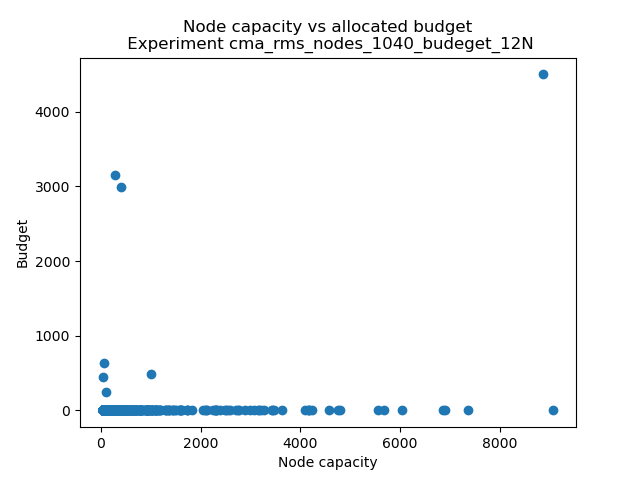 Node capacity vs allocated budget
Experiment cma_rms_nodes_1040_budeget_12N
Budget
4000
3000
2000
1000
0
0 2000 4000 6000 8000
Node capacity